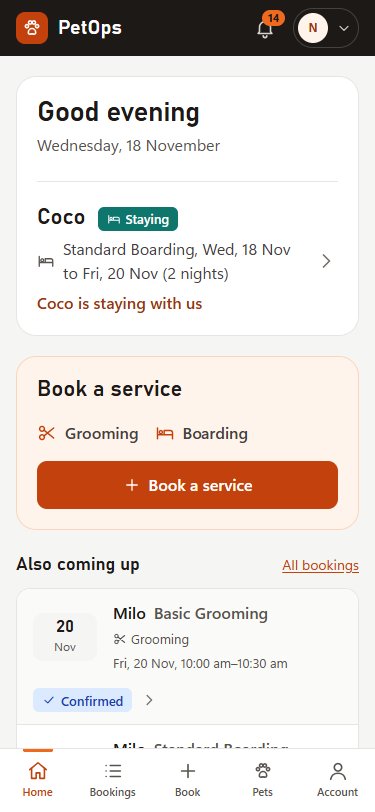 PetOps
14
N
Good evening
Wednesday, 18 November
Coco
Staying
Standard Boarding, Wed, 18 Nov
to Fri, 20 Nov (2 nights)
Coco is staying with us
Book a service
Grooming
Boarding
+ Book a service
Also coming up
All bookings
20
Nov
Milo Basic Grooming
Grooming
Fri, 20 Nov, 10:00 am–10:30 am
Confirmed
Milo Standard Boarding
Home
Bookings
Book
Pets
Account